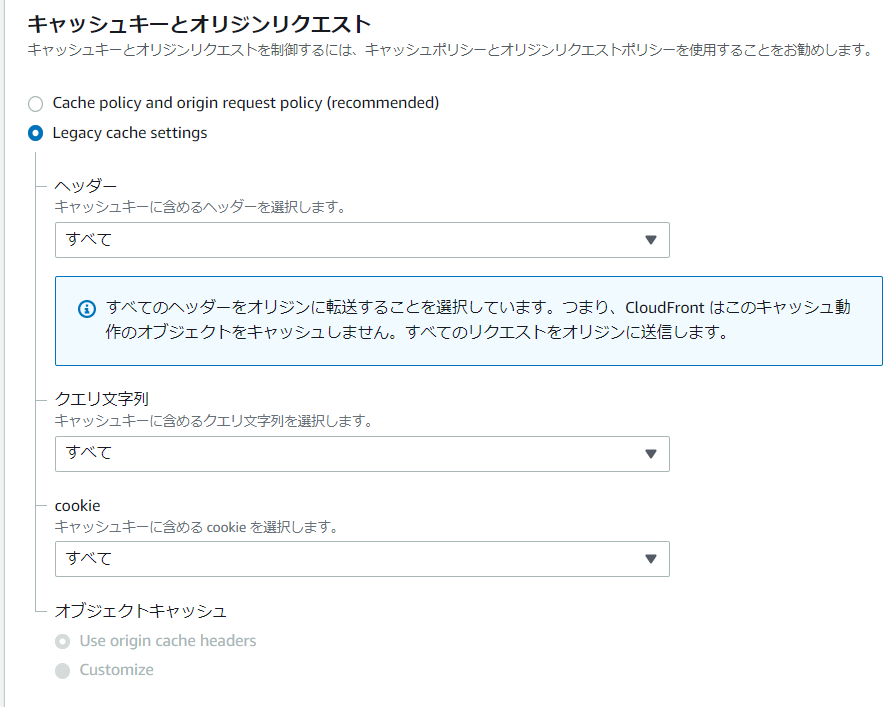 キャッシュキーとオリジンリクエスト
キャッシュキーとオリジンリクエストを制御するには、キャッシュポリシーとオリジンリクエストポリシーを使用することをお勧めします。
Cache policy and origin request policy (recommended)
Legacy cache settings
ヘッダー
キャッシュキーに含めるヘッダーを選択します。
すべて
すべてのヘッダーをオリジンに転送することを選択しています。つまり、CloudFront はこのキャッシュ動
作のオブジェクトをキャッシュしません。すべてのリクエストをオリジンに送信します。
クエリ文字列
キャッシュキーに含めるクエリ文字列を選択します。
すべて
cookie
キャッシュキーに含める cookie を選択します。
すべて
オブジェクトキャッシュ
Use origin cache headers
Customize